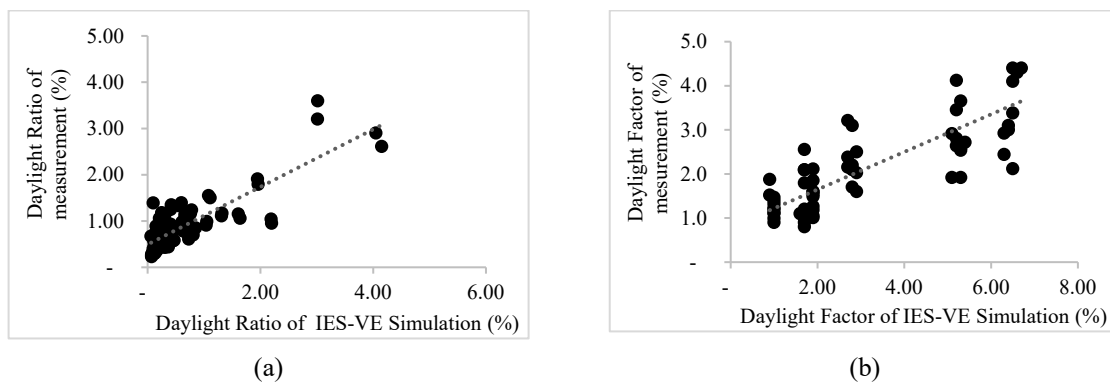 Daylight Ratio of
measurement (%)
5.00
4.00
3.00
2.00
1.00
-
- 2.00 4.00 6.00
Daylight Ratio of IES-VE Simulation (%)
(a)
Daylight Factor of
mesurement (%)
5.0
4.0
3.0
2.0
1.0
-
- 2.00 4.00 6.00 8.00
Daylight Factor of IES-VE Simulation (%)
(b)